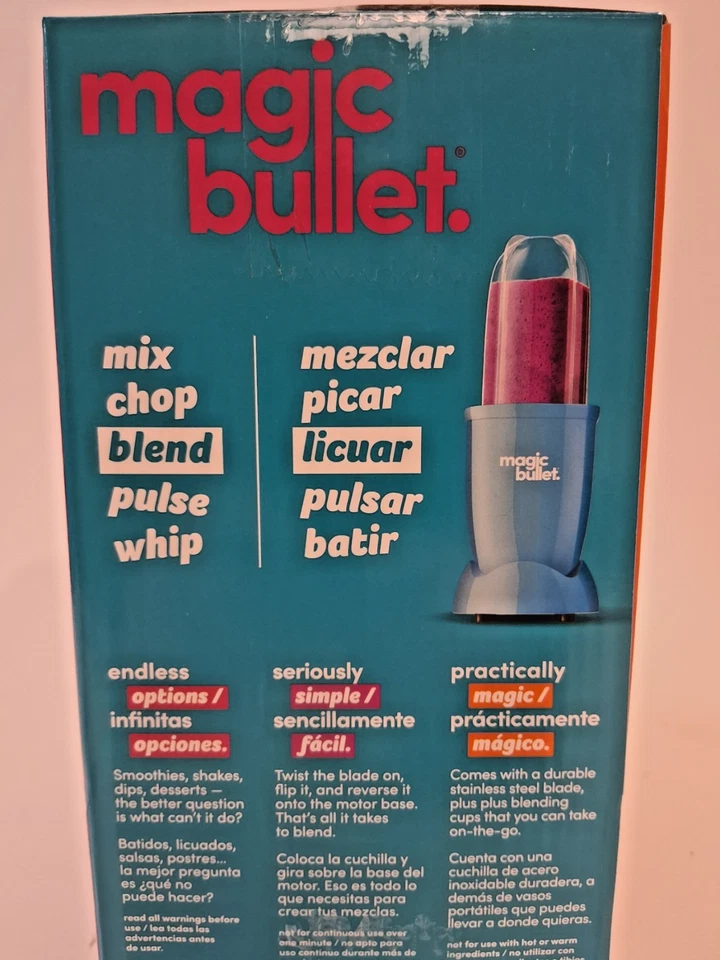 magic
bullet.®
mix
chop
blend
pulse
whip
mezclar
picar
licuar
pulsar
batir
magic
bullet.
endless
options /
infinitas
opciones.
Smoothies, shakes,
dips, desserts —
the better question
is what can't it do?
Batidos, licuados,
salsas, postres...
la mejor pregunta
es ¿qué no
puede hacer?
read all warnings before
use / lea todas las
advertencias antes
de usar.
seriously
simple /
sencillamente
fácil.
Twist the blade on,
flip it, and reverse it
onto the motor base.
That's all it takes
to blend.
Coloca la cuchilla y
gira sobre la base del
motor. Eso es todo lo
que necesitas para
crear tus mezclas.
not for continuous use over
one minute / no apto para
uso continuo durante más de
practically
magic /
prácticamente
mágico.
Comes with a durable
stainless steel blade,
plus plus blending
cups that you can take
on-the-go.
Cuenta con una
cuchilla de acero
inoxidable duradera, a
demás de vasos
portátiles que puedes
llevar a donde quieras.
not for use with hot or warm
ingredients / no utilizar con